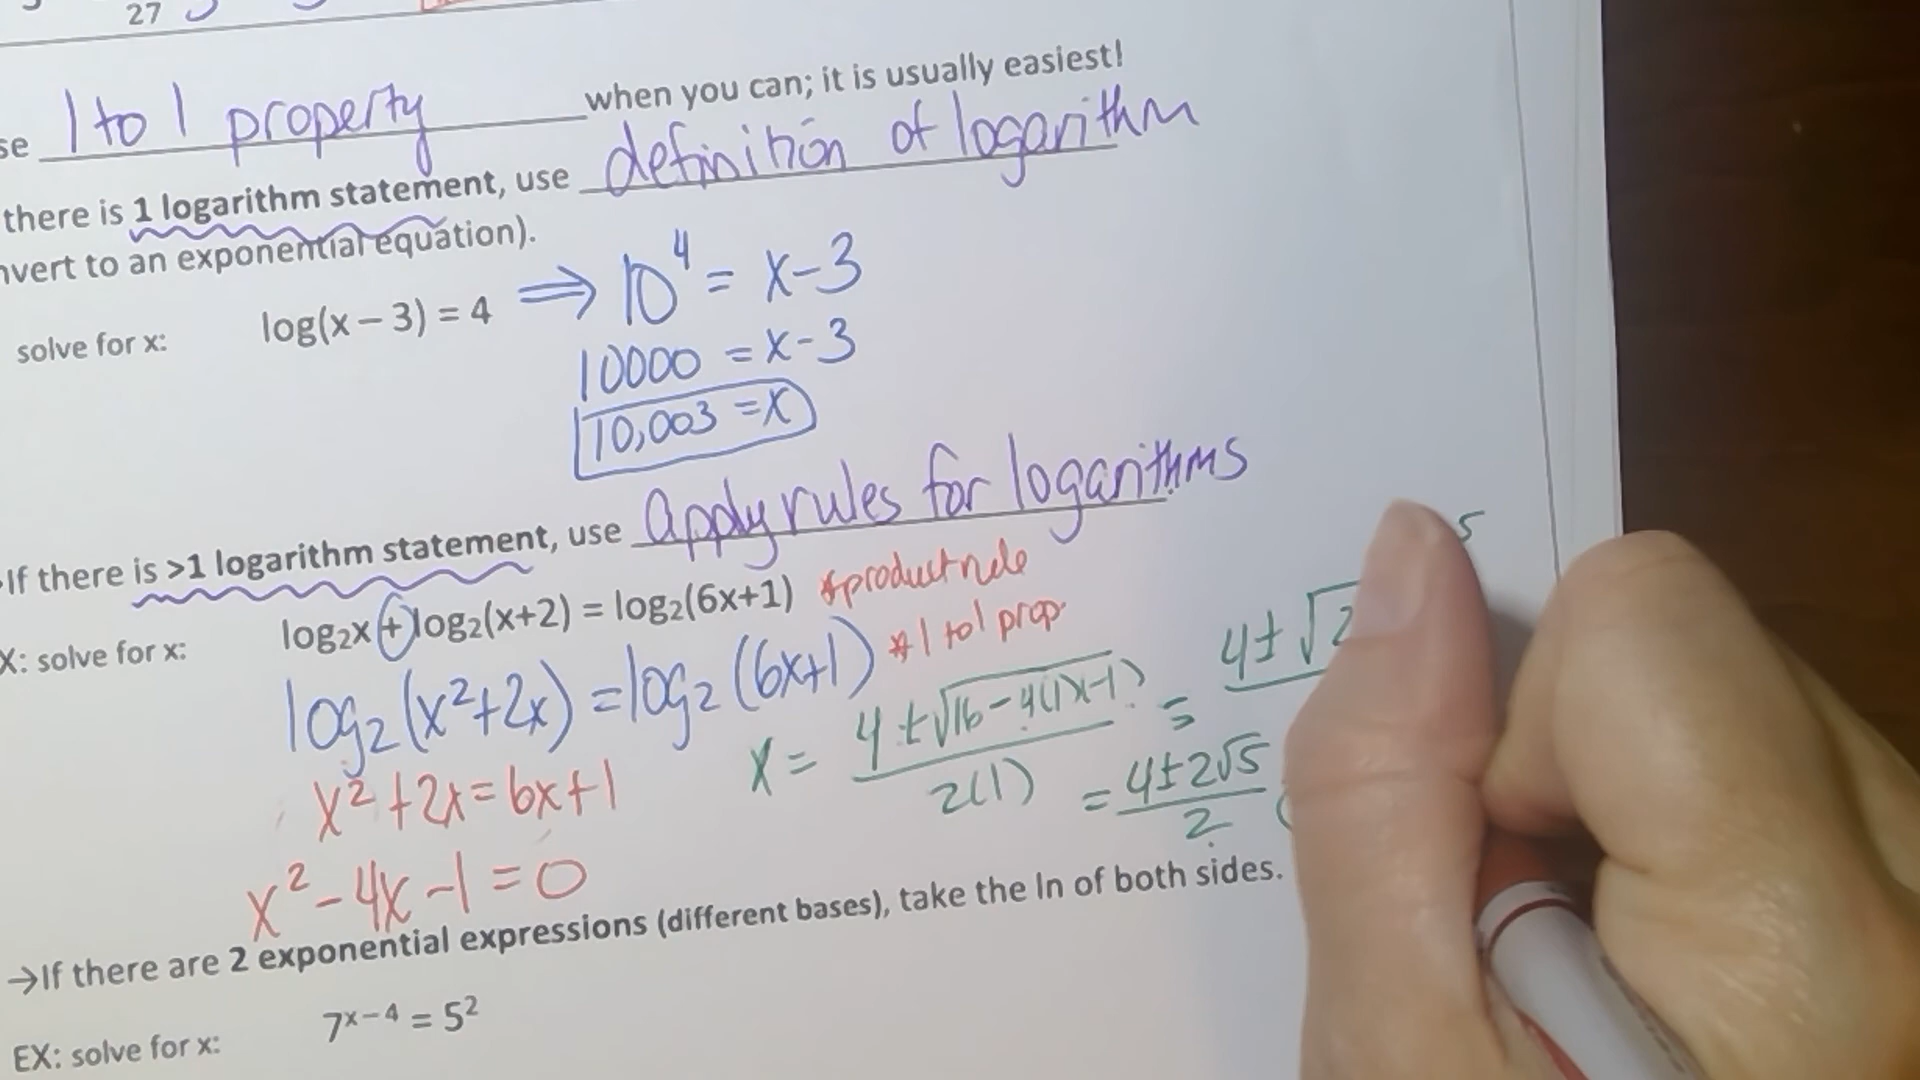 27
se 1 to 1 property when you can; it is usually easiest!
there is 1 logarithm statement, use definition of logarithm
nvert to an exponential equation).
solve for x: log(x – 3) = 4 ⟹ 10⁴ = x-3
10000 = x-3
10,003 = x
If there is >1 logarithm statement, use apply rules for logarithms
X: solve for x: log₂x + log₂(x+2) = log₂(6x+1) *product rule
log₂(x²+2x) = log₂(6x+1) *1 to 1 prop.
x²+2x=6x+1
x = 4±√16-4(1)(-1) / 2(1) = 4±√2
= 4±2√5 / 2
x²-4x-1=0
→If there are 2 exponential expressions (different bases), take the ln of both sides.
EX: solve for x: 7ˣ⁻⁴ = 5²